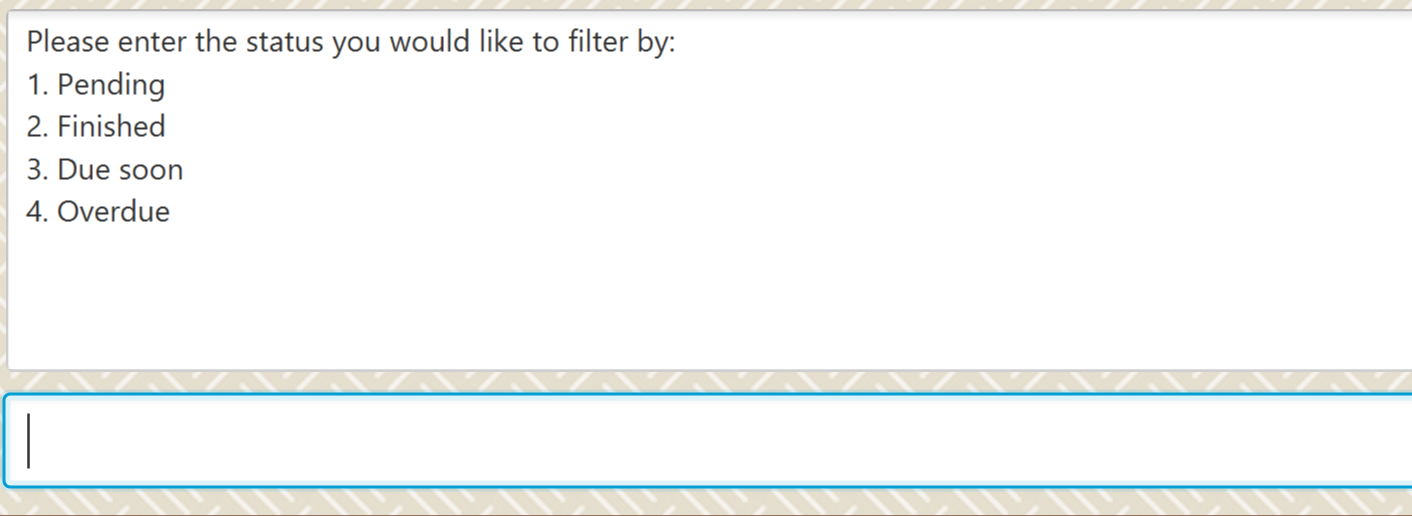 Please enter the status you would like to filter by:
1. Pending
2. Finished
3. Due soon
4. Overdue